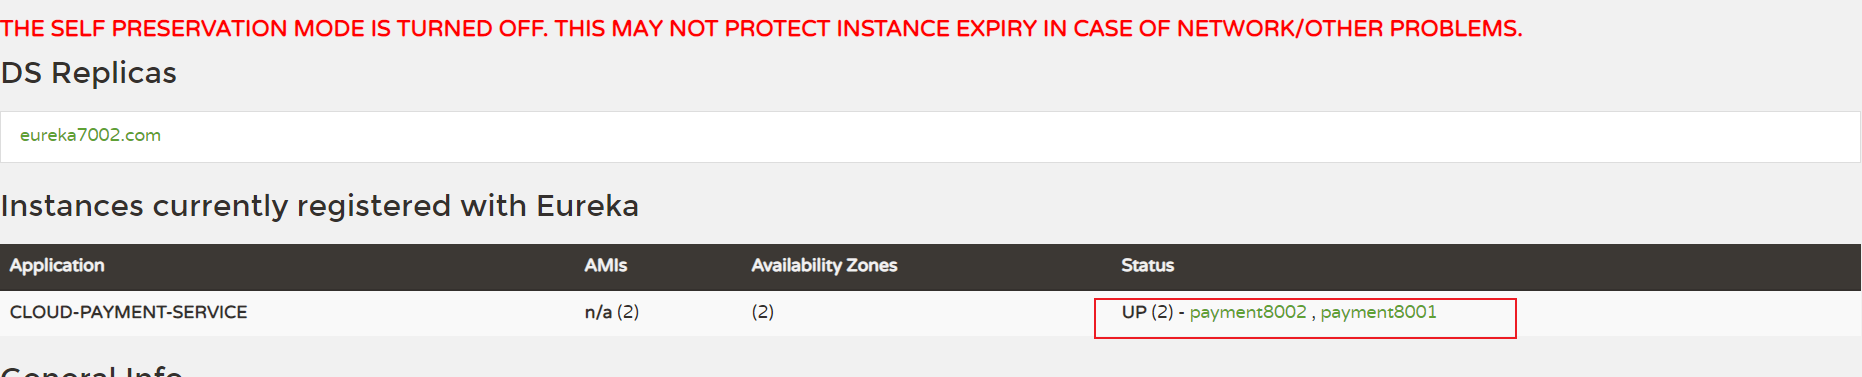 THE SELF PRESERVATION MODE IS TURNED OFF. THIS MAY NOT PROTECT INSTANCE EXPIRY IN CASE OF NETWORK/OTHER PROBLEMS.
DS Replicas
eureka7002.com
Instances currently registered with Eureka
Application AMIs Availability Zones Status
CLOUD-PAYMENT-SERVICE n/a (2) (2) UP (2) - payment8002 , payment8001
General Info